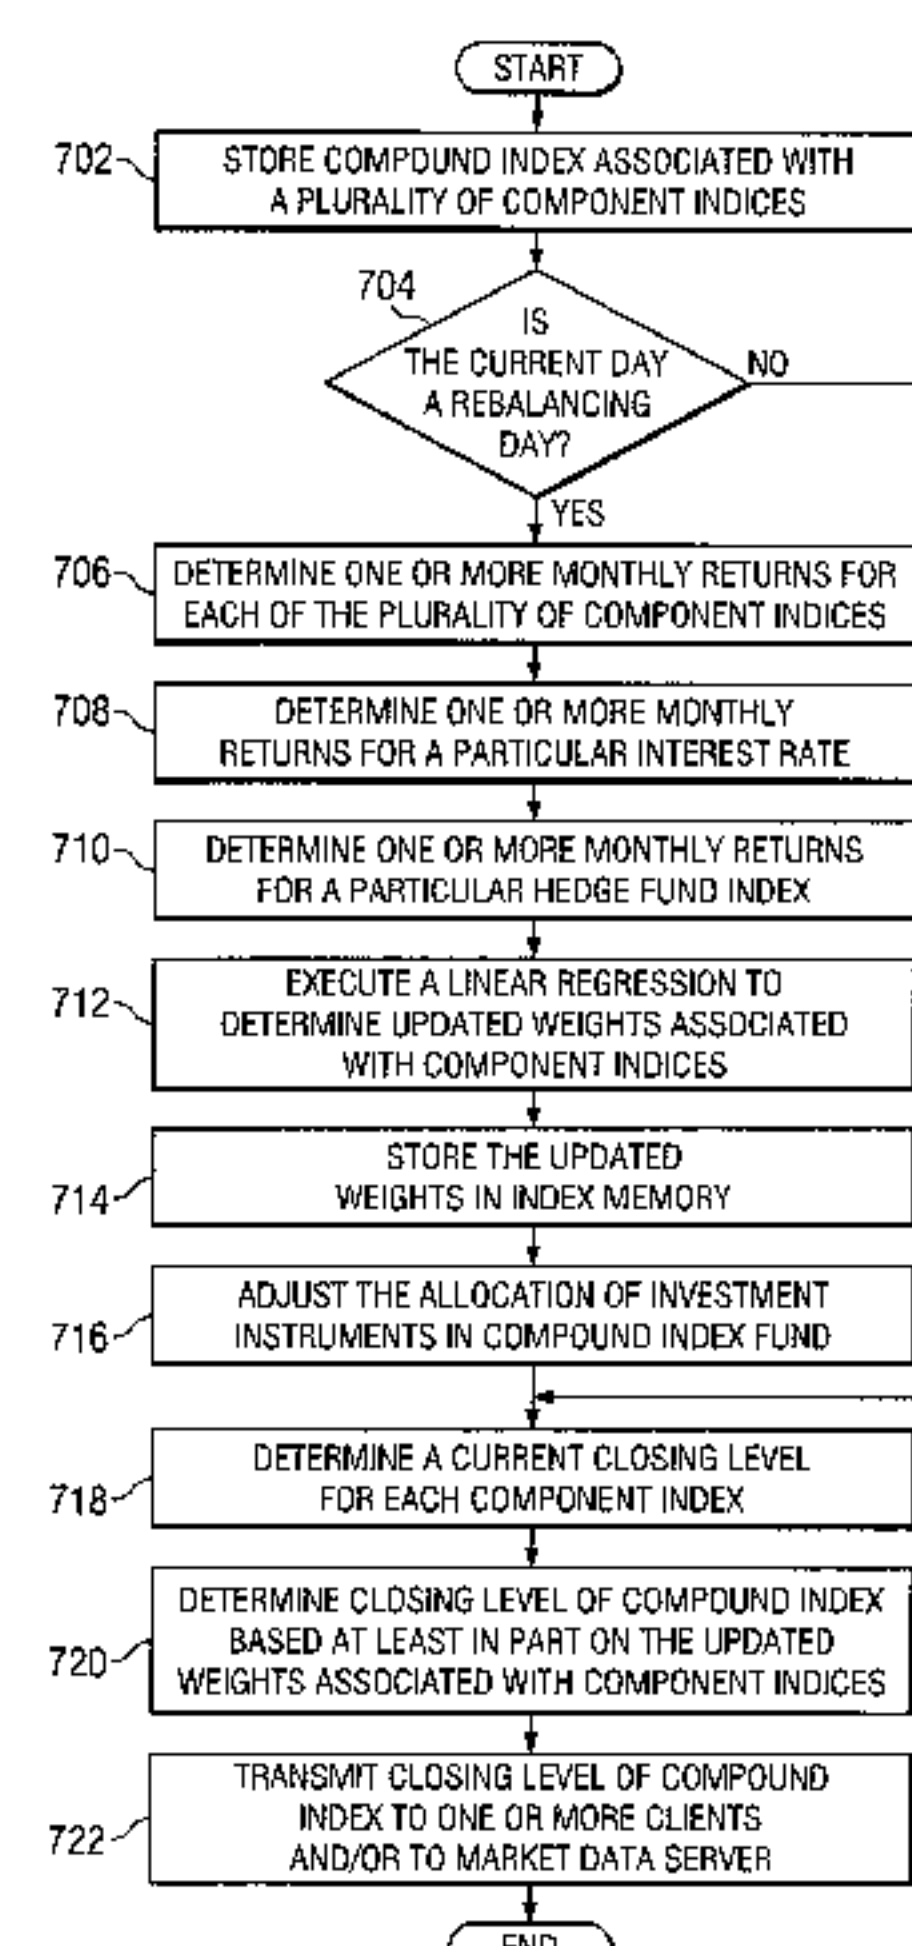 START
702
STORE COMPOUND INDEX ASSOCIATED WITH
A PLURALITY OF COMPONENT INDICES
704
IS
THE CURRENT DAY
A REBALANCING
DAY?
NO
YES
706
DETERMINE ONE OR MORE MONTHLY RETURNS FOR
EACH OF THE PLURALITY OF COMPONENT INDICES
708
DETERMINE ONE OR MORE MONTHLY
RETURNS FOR A PARTICULAR INTEREST RATE
710
DETERMINE ONE OR MORE MONTHLY RETURNS
FOR A PARTICULAR HEDGE FUND INDEX
712
EXECUTE A LINEAR REGRESSION TO
DETERMINE UPDATED WEIGHTS ASSOCIATED
WITH COMPONENT INDICES
714
STORE THE UPDATED
WEIGHTS IN INDEX MEMORY
716
ADJUST THE ALLOCATION OF INVESTMENT
INSTRUMENTS IN COMPOUND INDEX FUND
718
DETERMINE A CURRENT CLOSING LEVEL
FOR EACH COMPONENT INDEX
720
DETERMINE CLOSING LEVEL OF COMPOUND INDEX
BASED AT LEAST IN PART ON THE UPDATED
WEIGHTS ASSOCIATED WITH COMPONENT INDICES
722
TRANSMIT CLOSING LEVEL OF COMPOUND
INDEX TO ONE OR MORE CLIENTS
AND/OR TO MARKET DATA SERVER
END